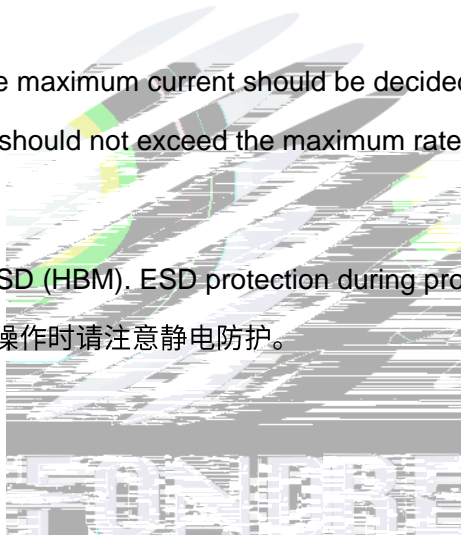 e maximum current should be decided
should not exceed the maximum rate
SD (HBM). ESD protection during pro
操作时请注意静电防护。